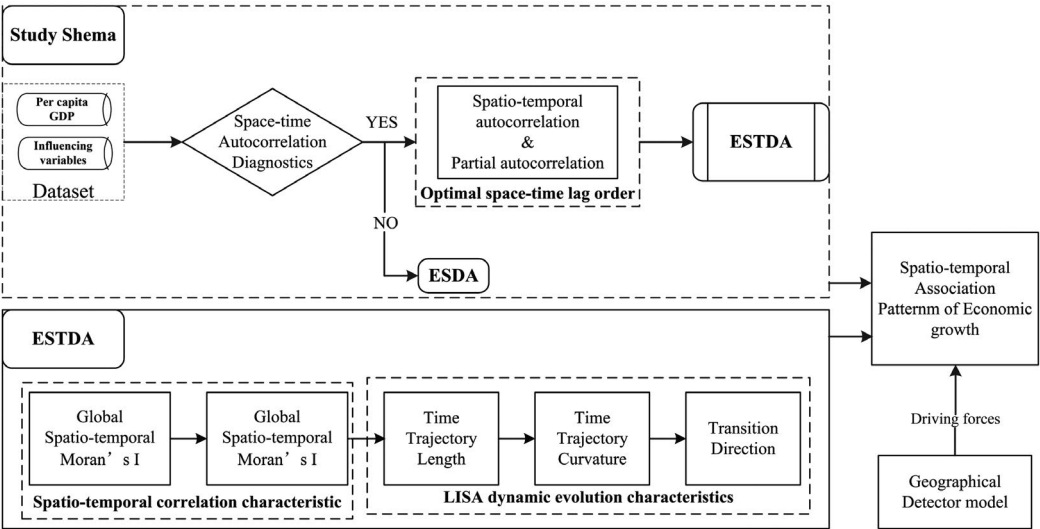 Study Shema
Per capita
GDP
Influencing
variables
Dataset
Space-time
Autocorrelation
Diagnostics
YES
NO
Spatio-temporal
autocorrelation
&
Partial autocorrelation
Optimal space-time lag order
ESTDA
ESDA
ESTDA
Global
Spatio-temporal
Moran’s I
Global
Spatio-temporal
Moran’s I
Spatio-temporal correlation characteristic
Time
Trajectory
Length
Time
Trajectory
Curvature
Transition
Direction
LISA dynamic evolution characteristics
Spatio-temporal
Association
Patternm of Economic
growth
Driving forces
Geographical
Detector model